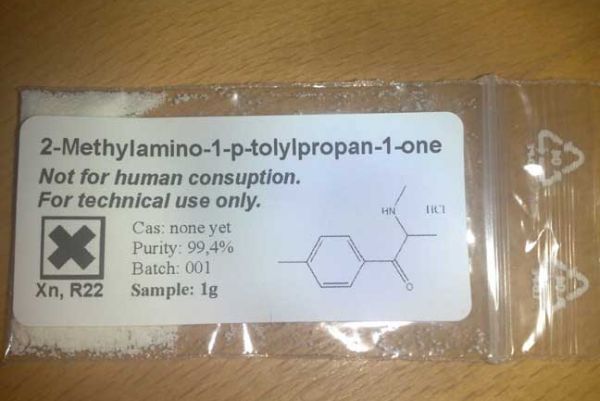 2-Methylamino-1-p-tolylpropan-1-one
Not for human consuption.
For technical use only.
Cas: none yet
Purity: 99,4%
Batch: 001
Xn, R22 Sample: 1g
HN
HCl
O